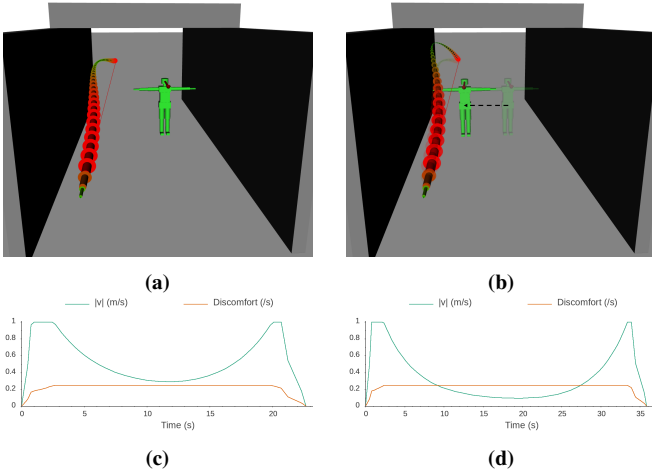 (a)
(b)
|v| (m/s) Discomfort (/s)
1
0.8
0.6
0.4
0.2
0
0 5 10 15 20
Time (s)
|v| (m/s) Discomfort (/s)
1
0.8
0.6
0.4
0.2
0
0 5 10 15 20 25 30 35
Time (s)
(c)
(d)